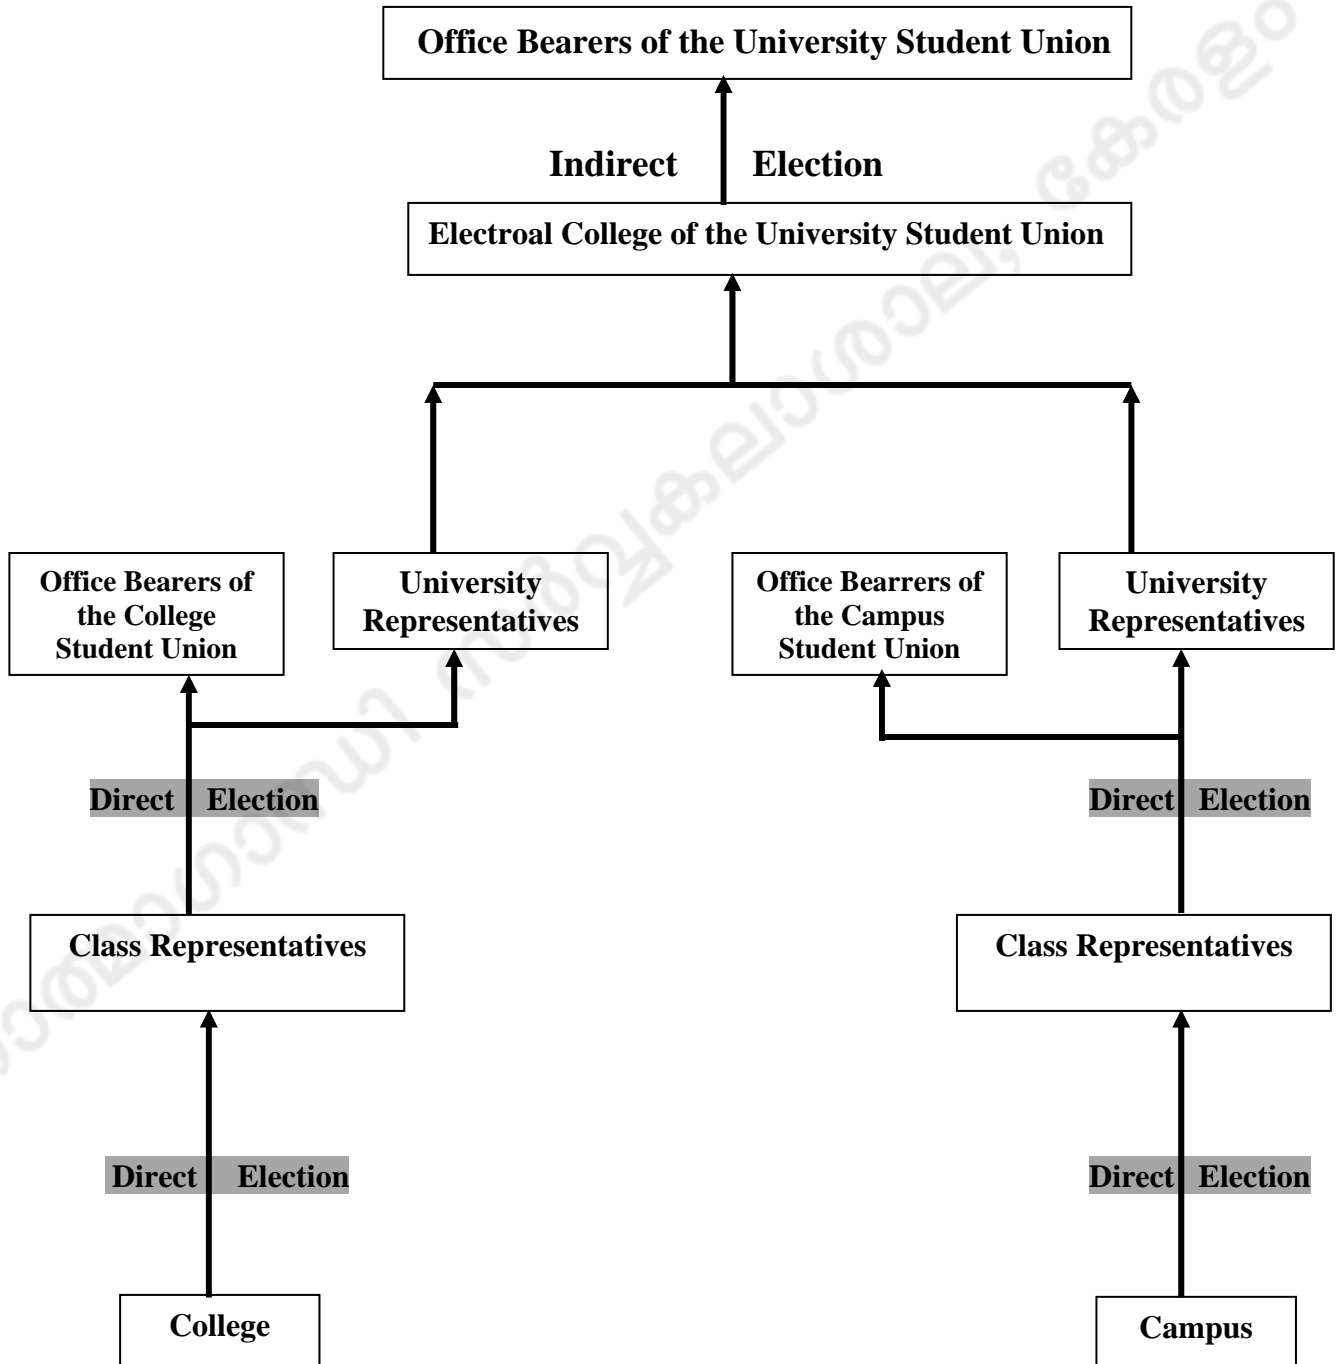 Office Bearers of the University Student Union
Indirect Election
Electroal College of the University Student Union
Office Bearers of
the College
Student Union
University
Representatives
Office Bearrers of
the Campus
Student Union
University
Representatives
Direct Election
Direct Election
Class Representatives
Class Representatives
Direct Election
Direct Election
College
Campus